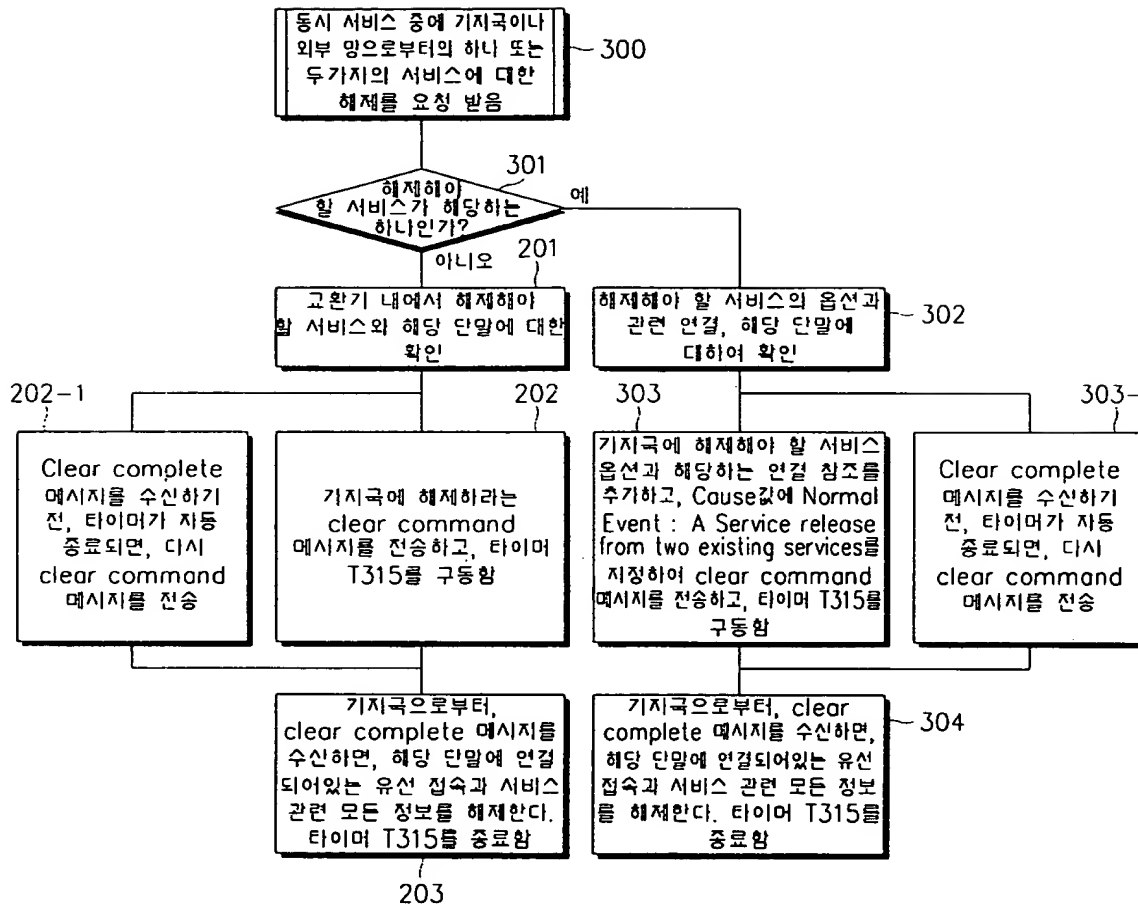 동시 서비스 중에 기지국이나
외부 망으로부터의 하나 또는
두가지의 서비스에 대한
해제를 요청 받음
300
301
해제해야
할 서비스가 해당하는
하나인가?
예
아니오
201
교환기 내에서 해제해야
할 서비스와 해당 단말에 대한
확인
해제해야 할 서비스의 옵션과
관련 연결, 해당 단말에
대하여 확인
302
202-1
Clear complete
메시지를 수신하기
전, 타이머가 자동
종료되면, 다시
clear command
메시지를 전송
202
기지국에 해제하라는
clear command
메시지를 전송하고, 타이머
T315를 구동함
303
기지국에 해제해야 할 서비스
옵션과 해당하는 연결 참조를
추가하고, Cause값에 Normal
Event : A Service release
from two existing services를
지정하여 clear command
메시지를 전송하고, 타이머 T315를
구동함
303-
Clear complete
메시지를 수신하기
전, 타이머가 자동
종료되면, 다시
clear command
메시지를 전송
기지국으로부터,
clear complete 메시지를
수신하면, 해당 단말에 연결
되어있는 유선 접속과 서비스
관련 모든 정보를 해제한다.
타이머 T315를 종료함
203
기지국으로부터, clear
complete 메시지를 수신하면,
해당 단말에 연결되어있는 유선
접속과 서비스 관련 모든 정보
를 해제한다. 타이머 T315를
종료함
304